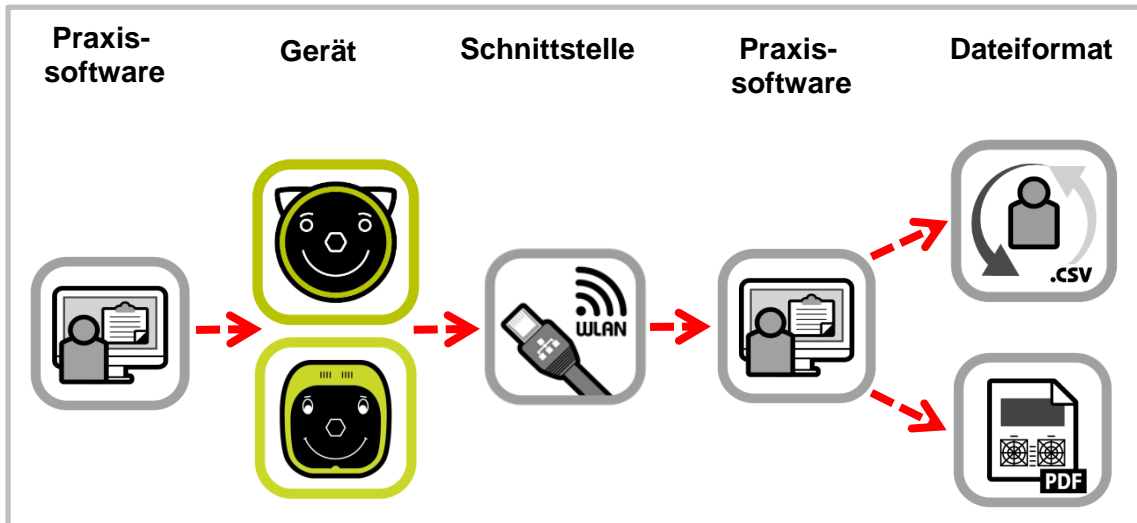 Praxis-
software
Gerät
Schnittstelle
Praxis-
software
Dateiformat
WLAN
.CSV
PDF